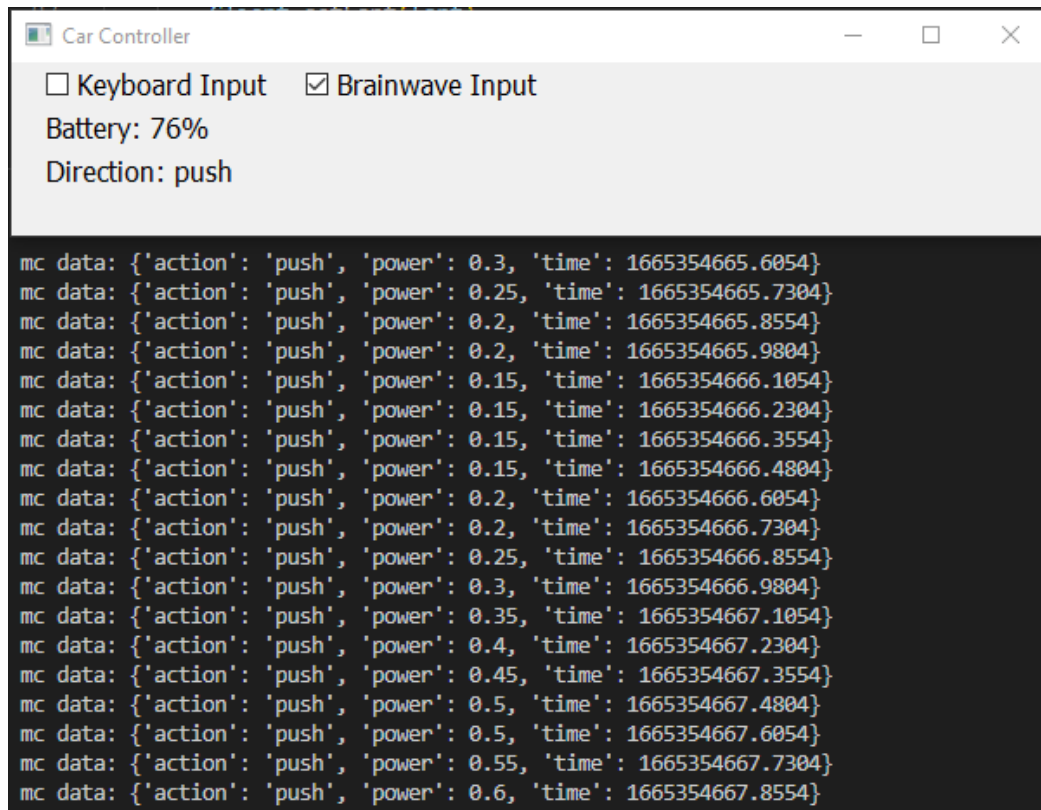 Car Controller
Keyboard Input Brainwave Input
Battery: 76%
Direction: push
mc data: {'action': 'push', 'power': 0.3, 'time': 1665354665.6054}
mc data: {'action': 'push', 'power': 0.25, 'time': 1665354665.7304}
mc data: {'action': 'push', 'power': 0.2, 'time': 1665354665.8554}
mc data: {'action': 'push', 'power': 0.2, 'time': 1665354665.9804}
mc data: {'action': 'push', 'power': 0.15, 'time': 1665354666.1054}
mc data: {'action': 'push', 'power': 0.15, 'time': 1665354666.2304}
mc data: {'action': 'push', 'power': 0.15, 'time': 1665354666.3554}
mc data: {'action': 'push', 'power': 0.15, 'time': 1665354666.4804}
mc data: {'action': 'push', 'power': 0.2, 'time': 1665354666.6054}
mc data: {'action': 'push', 'power': 0.2, 'time': 1665354666.7304}
mc data: {'action': 'push', 'power': 0.25, 'time': 1665354666.8554}
mc data: {'action': 'push', 'power': 0.3, 'time': 1665354666.9804}
mc data: {'action': 'push', 'power': 0.35, 'time': 1665354667.1054}
mc data: {'action': 'push', 'power': 0.4, 'time': 1665354667.2304}
mc data: {'action': 'push', 'power': 0.45, 'time': 1665354667.3554}
mc data: {'action': 'push', 'power': 0.5, 'time': 1665354667.4804}
mc data: {'action': 'push', 'power': 0.5, 'time': 1665354667.6054}
mc data: {'action': 'push', 'power': 0.55, 'time': 1665354667.7304}
mc data: {'action': 'push', 'power': 0.6, 'time': 1665354667.8554}